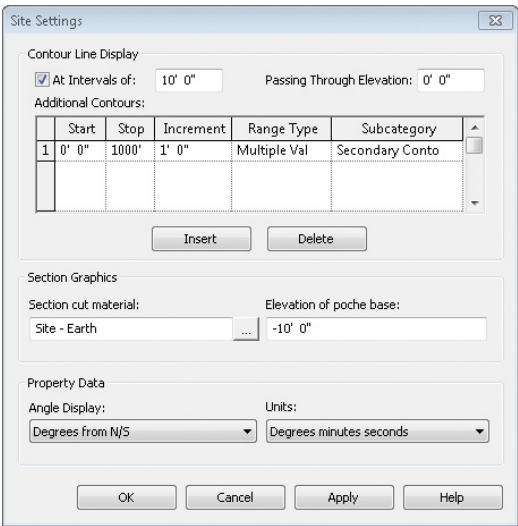 Site Settings
Contour Line Display
At Intervals of: 10' 0" Passing Through Elevation: 0' 0"
Additional Contours:
Start Stop Increment Range Type Subcategory
1 0' 0" 1000' 1' 0" Multiple Val Secondary Conto
Insert Delete
Section Graphics
Section cut material: Elevation of poche base:
Site - Earth ... -10' 0"
Property Data
Angle Display: Units:
Degrees from N/S Degrees minutes seconds
OK Cancel Apply Help